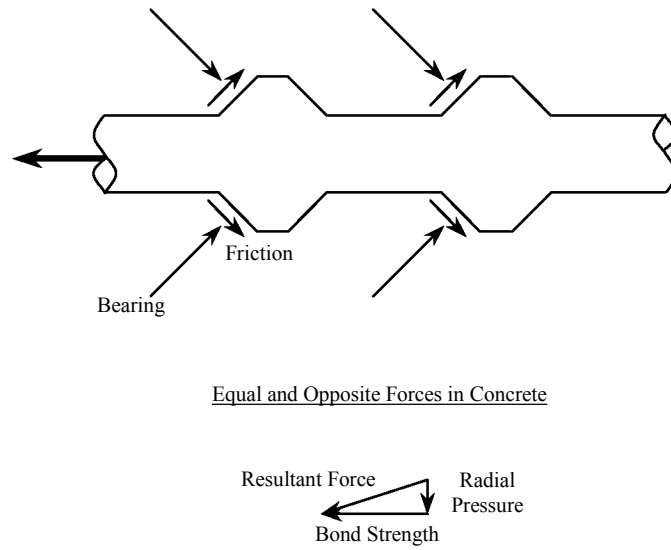 Friction
Bearing
Equal and Opposite Forces in Concrete
Resultant Force
Radial
Pressure
Bond Strength